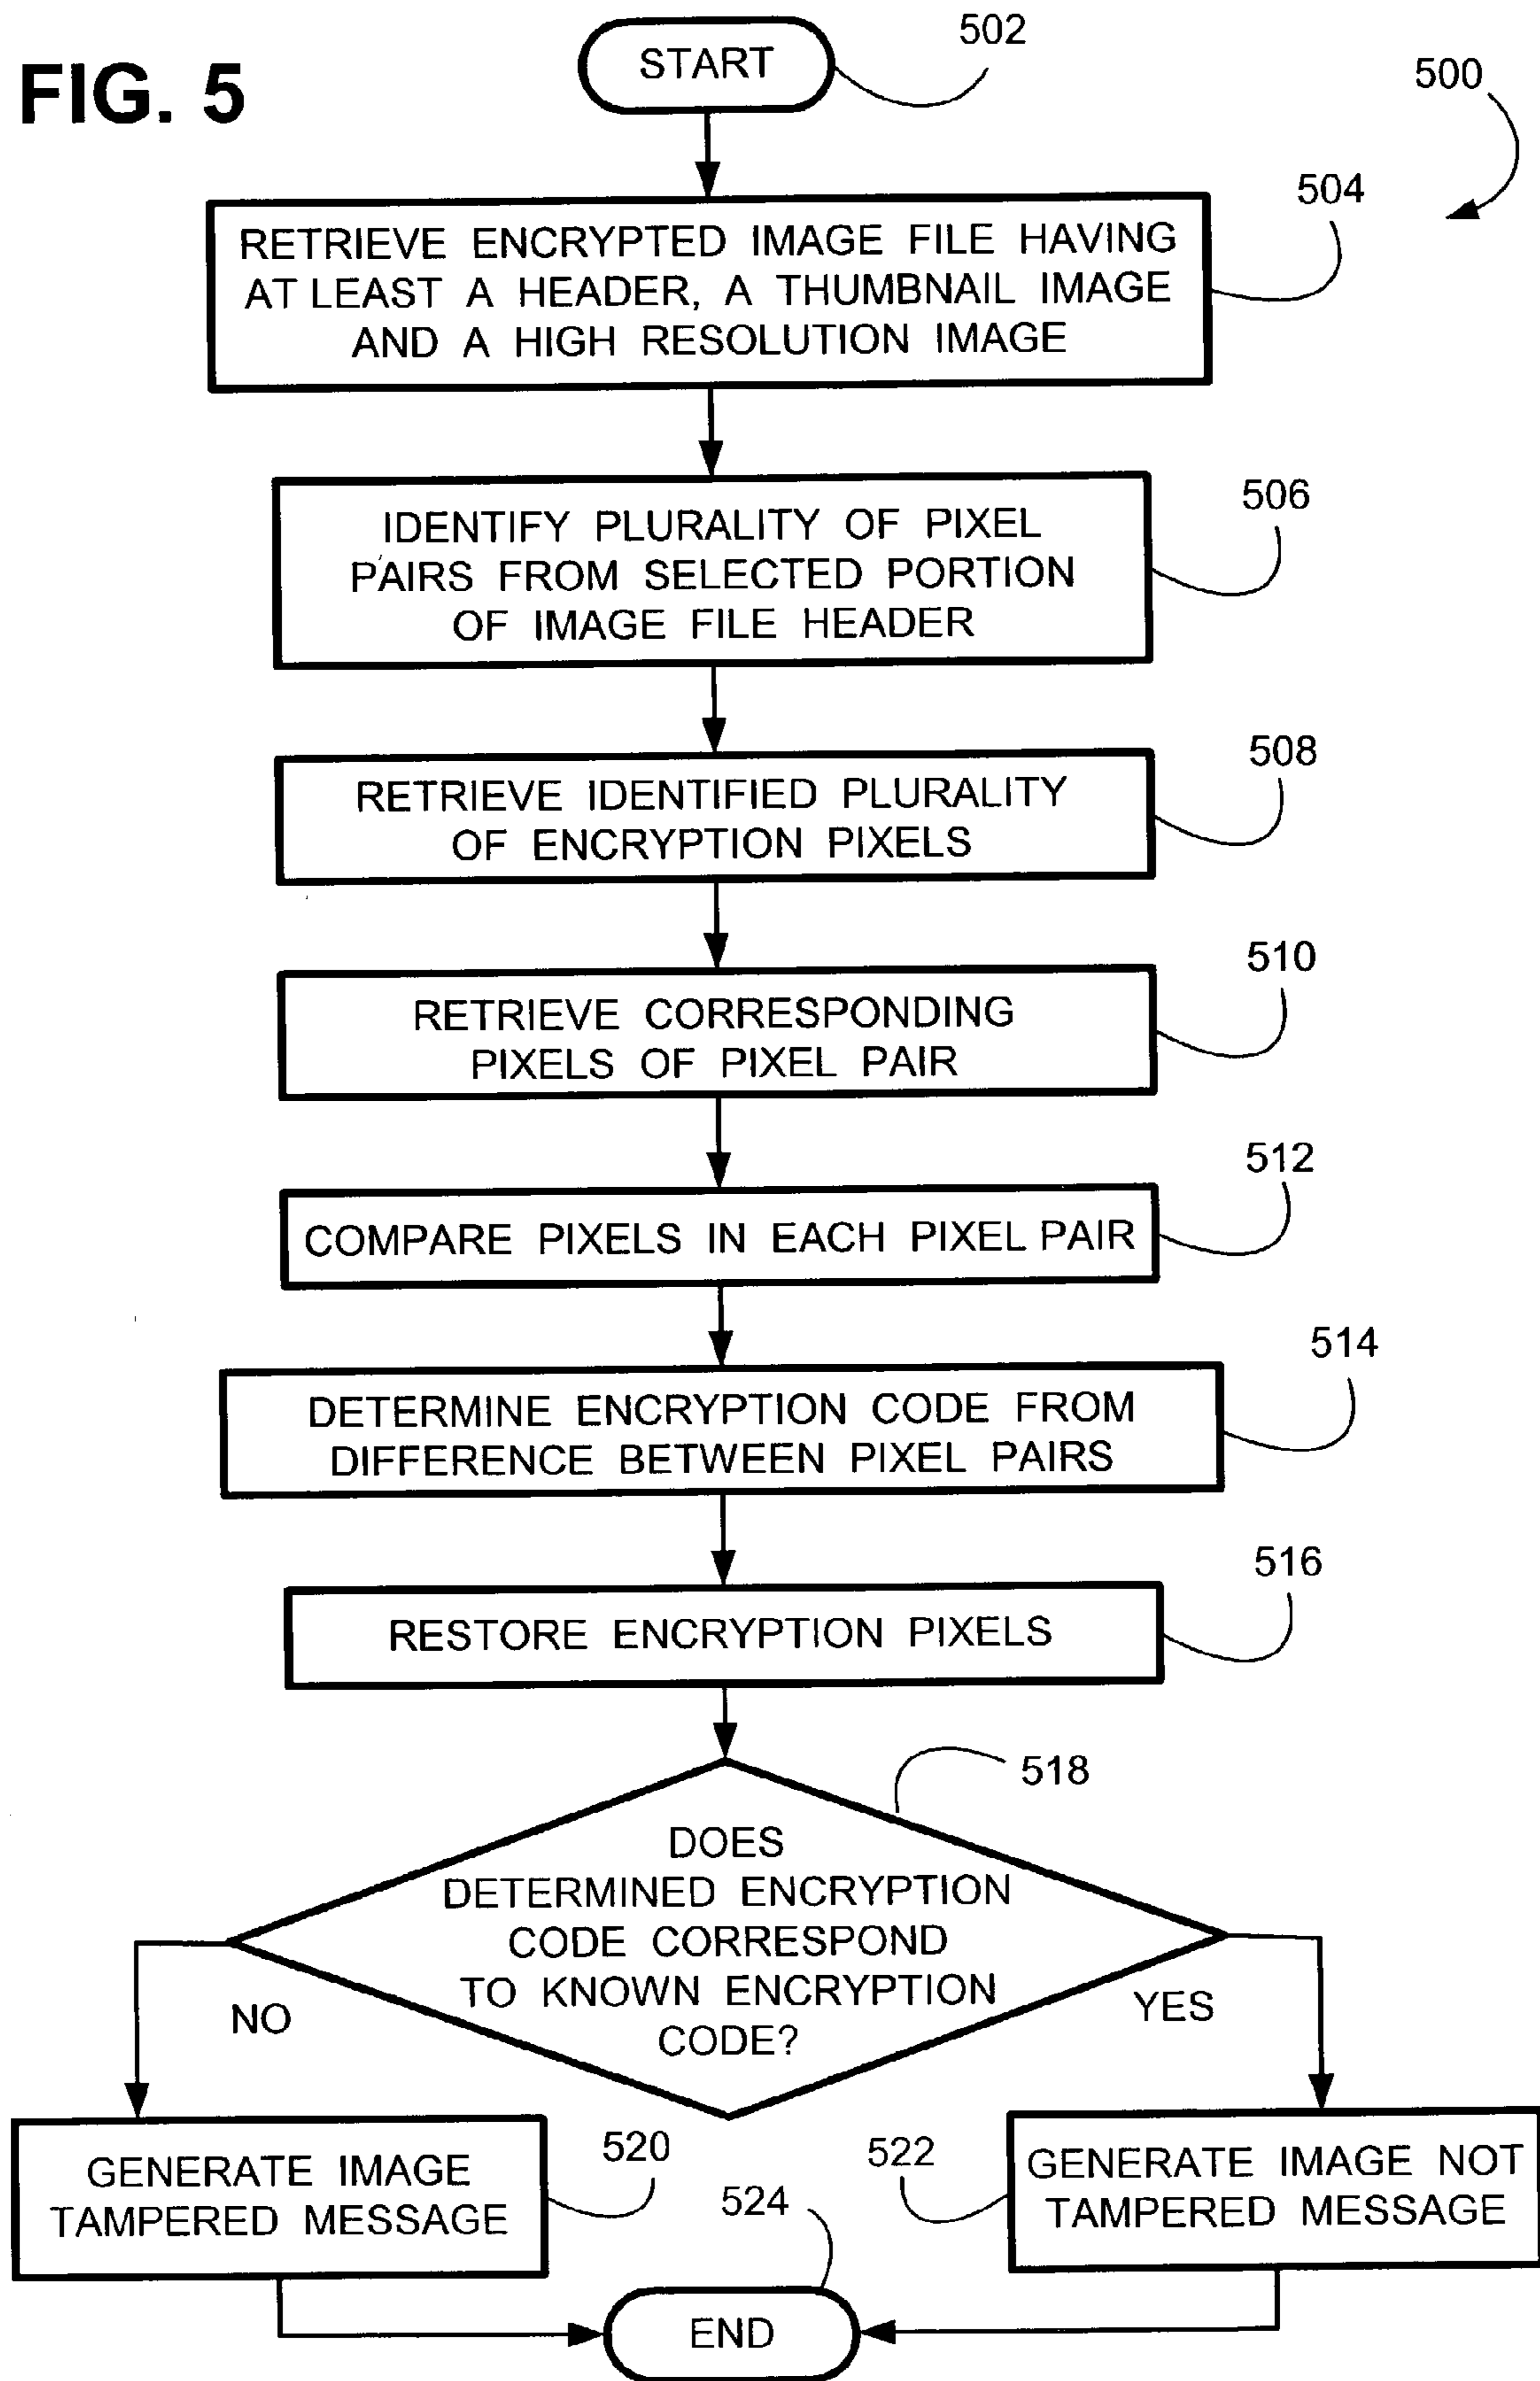 FIG. 5
START
502
500
504
RETRIEVE ENCRYPTED IMAGE FILE HAVING
AT LEAST A HEADER, A THUMBNAIL IMAGE
AND A HIGH RESOLUTION IMAGE
506
IDENTIFY PLURALITY OF PIXEL
PAIRS FROM SELECTED PORTION
OF IMAGE FILE HEADER
508
RETRIEVE IDENTIFIED PLURALITY
OF ENCRYPTION PIXELS
510
RETRIEVE CORRESPONDING
PIXELS OF PIXEL PAIR
512
COMPARE PIXELS IN EACH PIXEL PAIR
514
DETERMINE ENCRYPTION CODE FROM
DIFFERENCE BETWEEN PIXEL PAIRS
516
RESTORE ENCRYPTION PIXELS
518
DOES
DETERMINED ENCRYPTION
CODE CORRESPOND
TO KNOWN ENCRYPTION
CODE?
NO
YES
520
GENERATE IMAGE
TAMPERED MESSAGE
522
GENERATE IMAGE NOT
TAMPERED MESSAGE
524
END